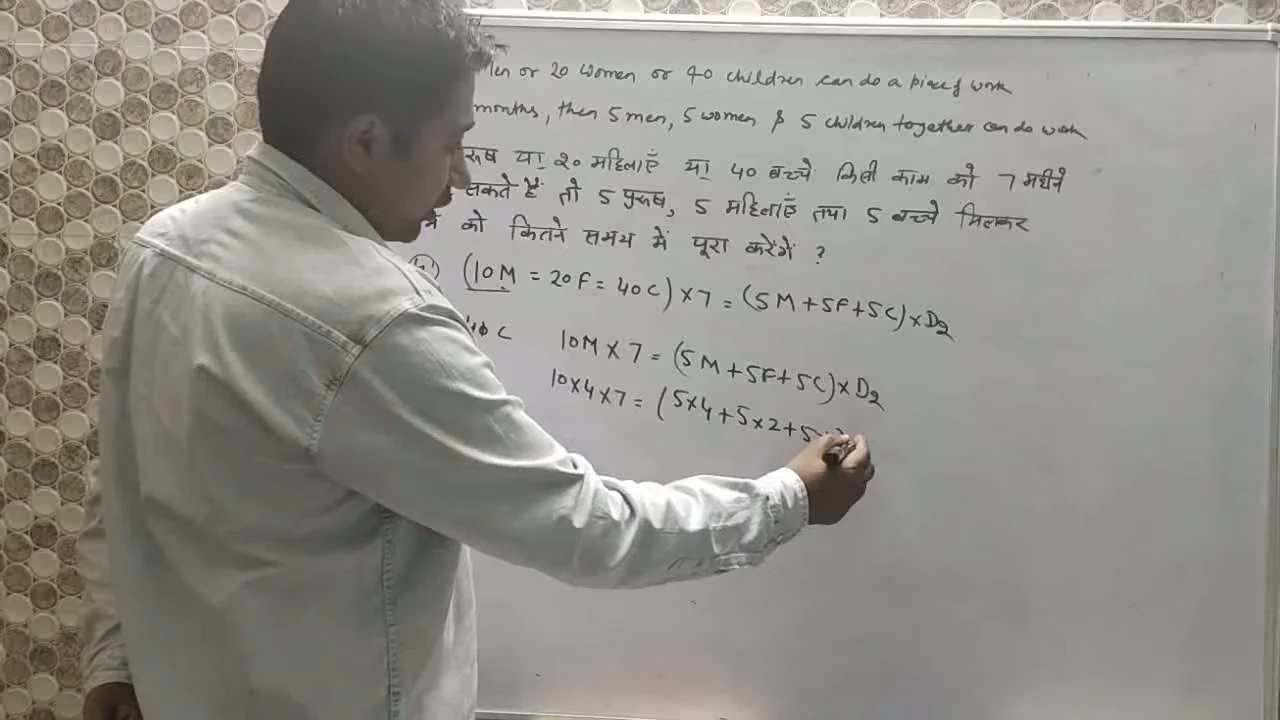 or 20 women or 40 children can do a piece of work
months, then 5 men, 5 women & 5 children together can do work
या २० महिलाएँ या 40 बच्चे किसी काम को 7 महीने
सकते हैं तो 5 पुरूष, 5 महिलाएँ तथा 5 बच्चे मिलकर
को कितने समय में पूरा करेंगें ?
(10M = 20F = 40C) × 7 = (5M + 5F + 5C) × D₂
C 10M × 7 = (5M + 5F + 5C) × D₂
10×4×7 = (5×4 + 5×2 + 5